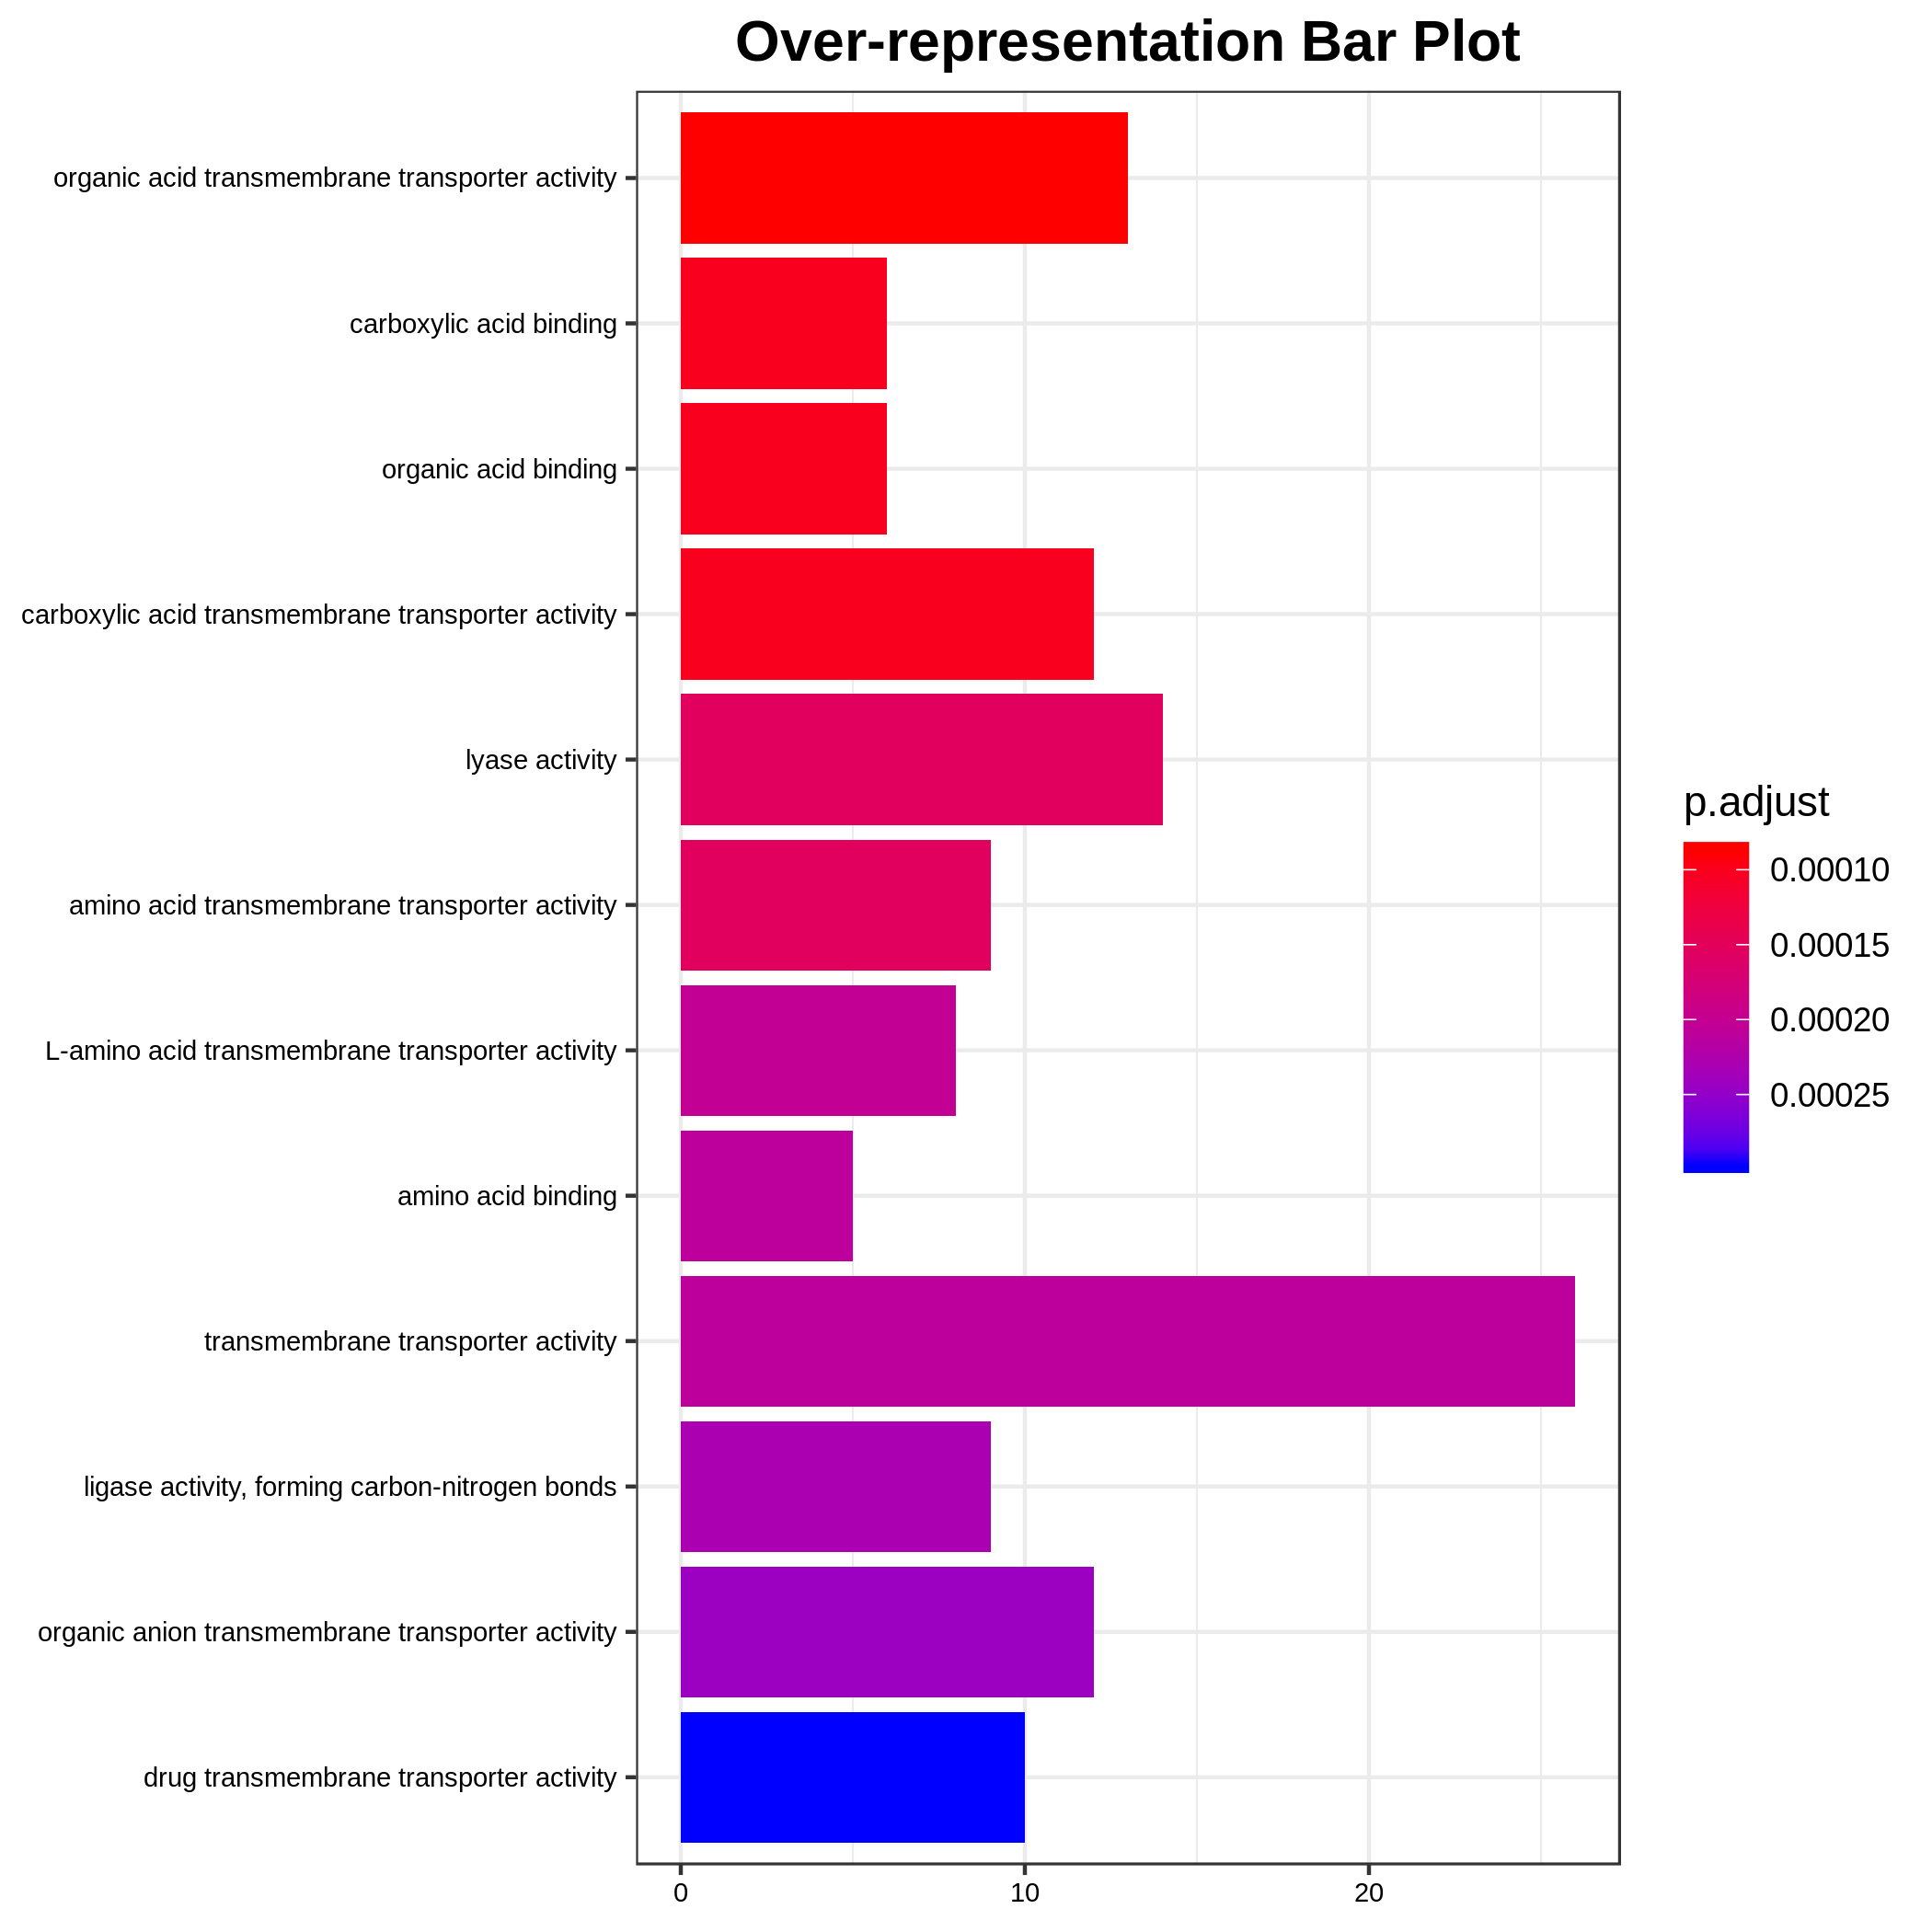 Over-representation Bar Plot
organic acid transmembrane transporter activity
carboxylic acid binding
organic acid binding
carboxylic acid transmembrane transporter activity
lyase activity
amino acid transmembrane transporter activity
L-amino acid transmembrane transporter activity
amino acid binding
transmembrane transporter activity
ligase activity, forming carbon-nitrogen bonds
organic anion transmembrane transporter activity
drug transmembrane transporter activity
0 10 20
p.adjust
0.00010
0.00015
0.00020
0.00025